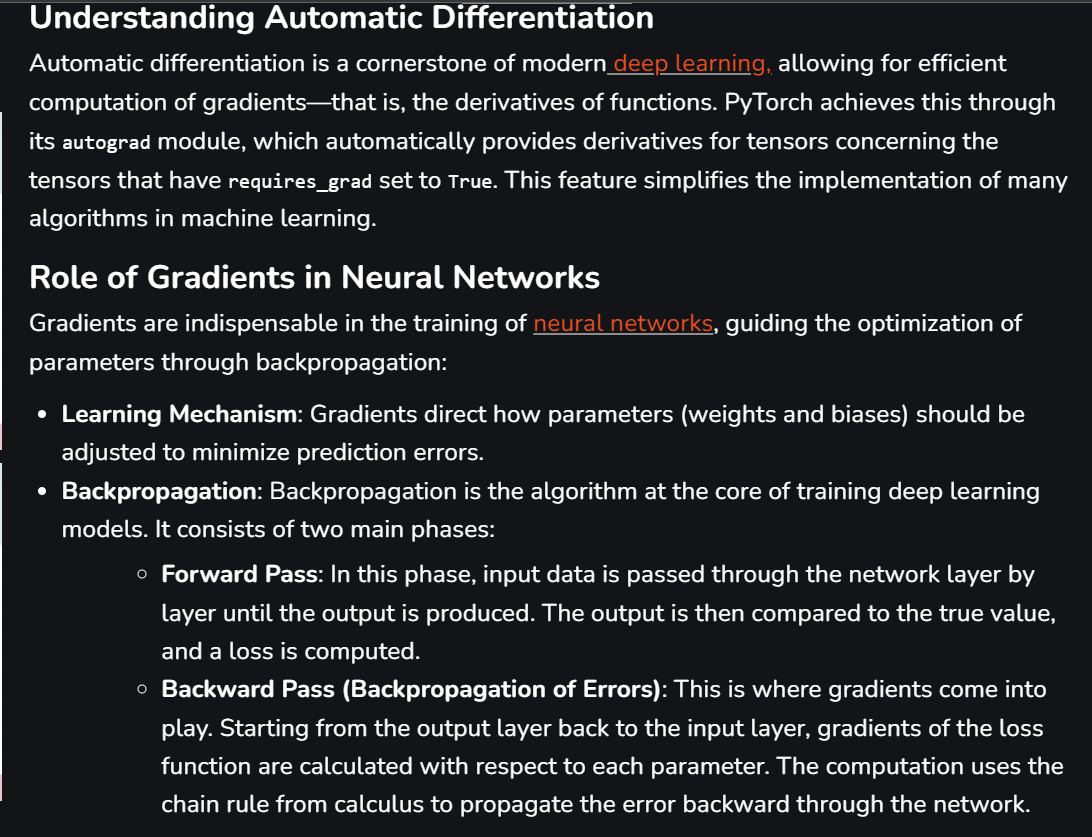 Understanding Automatic Differentiation
Automatic differentiation is a cornerstone of modern deep learning, allowing for efficient
computation of gradients—that is, the derivatives of functions. PyTorch achieves this through
its autograd module, which automatically provides derivatives for tensors concerning the
tensors that have requires_grad set to True. This feature simplifies the implementation of many
algorithms in machine learning.
Role of Gradients in Neural Networks
Gradients are indispensable in the training of neural networks, guiding the optimization of
parameters through backpropagation:
• Learning Mechanism: Gradients direct how parameters (weights and biases) should be
adjusted to minimize prediction errors.
• Backpropagation: Backpropagation is the algorithm at the core of training deep learning
models. It consists of two main phases:
◦ Forward Pass: In this phase, input data is passed through the network layer by
layer until the output is produced. The output is then compared to the true value,
and a loss is computed.
◦ Backward Pass (Backpropagation of Errors): This is where gradients come into
play. Starting from the output layer back to the input layer, gradients of the loss
function are calculated with respect to each parameter. The computation uses the
chain rule from calculus to propagate the error backward through the network.